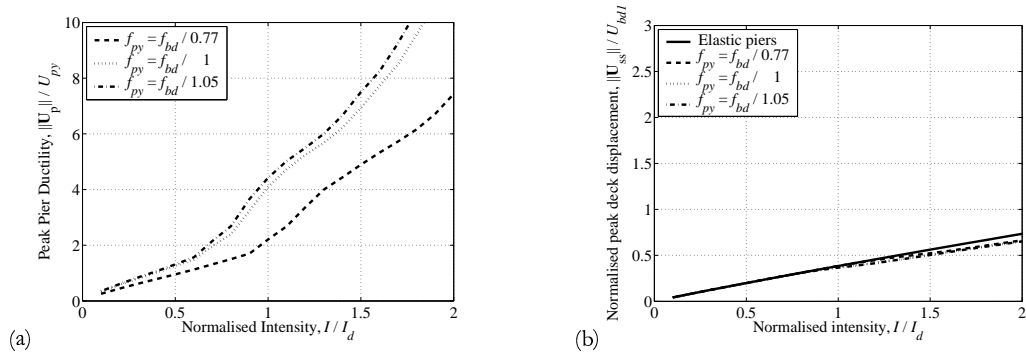 10
8
6
4
2
0
0
0.5
1
1.5
2
Peak Pier Ductility, ||U_p|| / U_py
Normalised Intensity, I / I_d
f_py = f_bd / 0.77
f_py = f_bd / 1
f_py = f_bd / 1.05
(a)
3
2.5
2
1.5
1
0.5
0
0
0.5
1
1.5
2
Normalised peak deck displacement, ||U_ss|| / U_bd1
Normalised intensity, I / I_d
Elastic piers
f_py = f_bd / 0.77
f_py = f_bd / 1
f_py = f_bd / 1.05
(b)